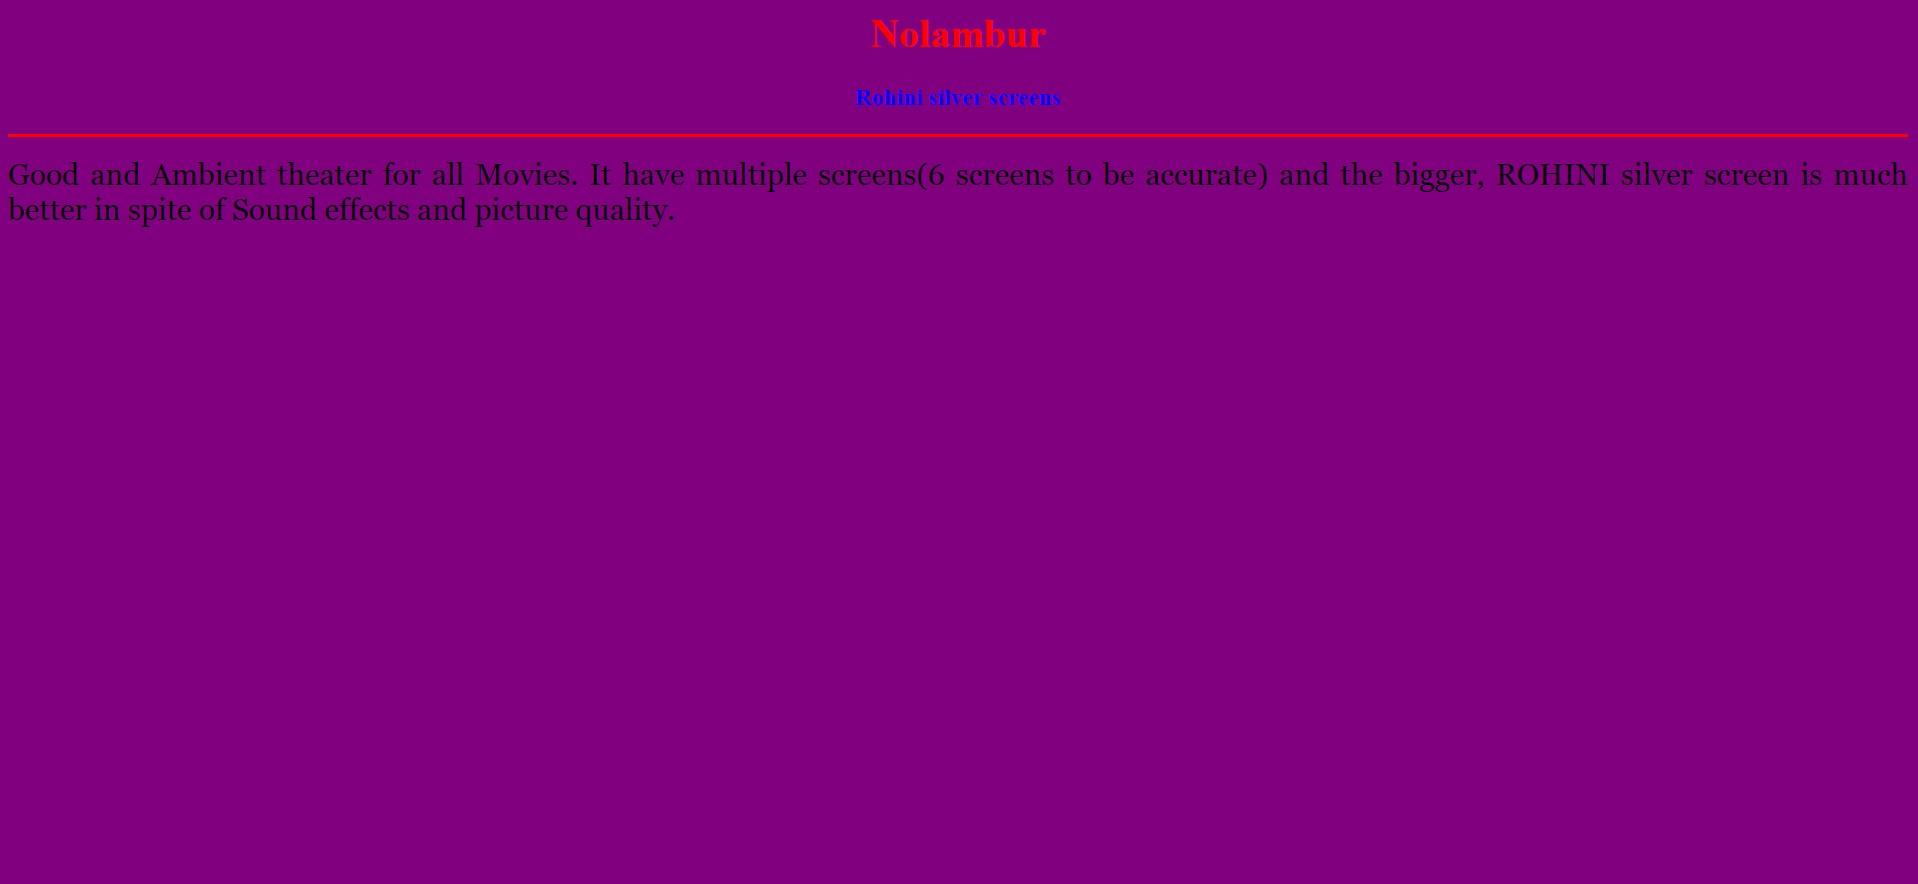 Nolambur
Rohini silver screens
Good and Ambient theater for all Movies. It have multiple screens(6 screens to be accurate) and the bigger, ROHINI silver screen is much
better in spite of Sound effects and picture quality.